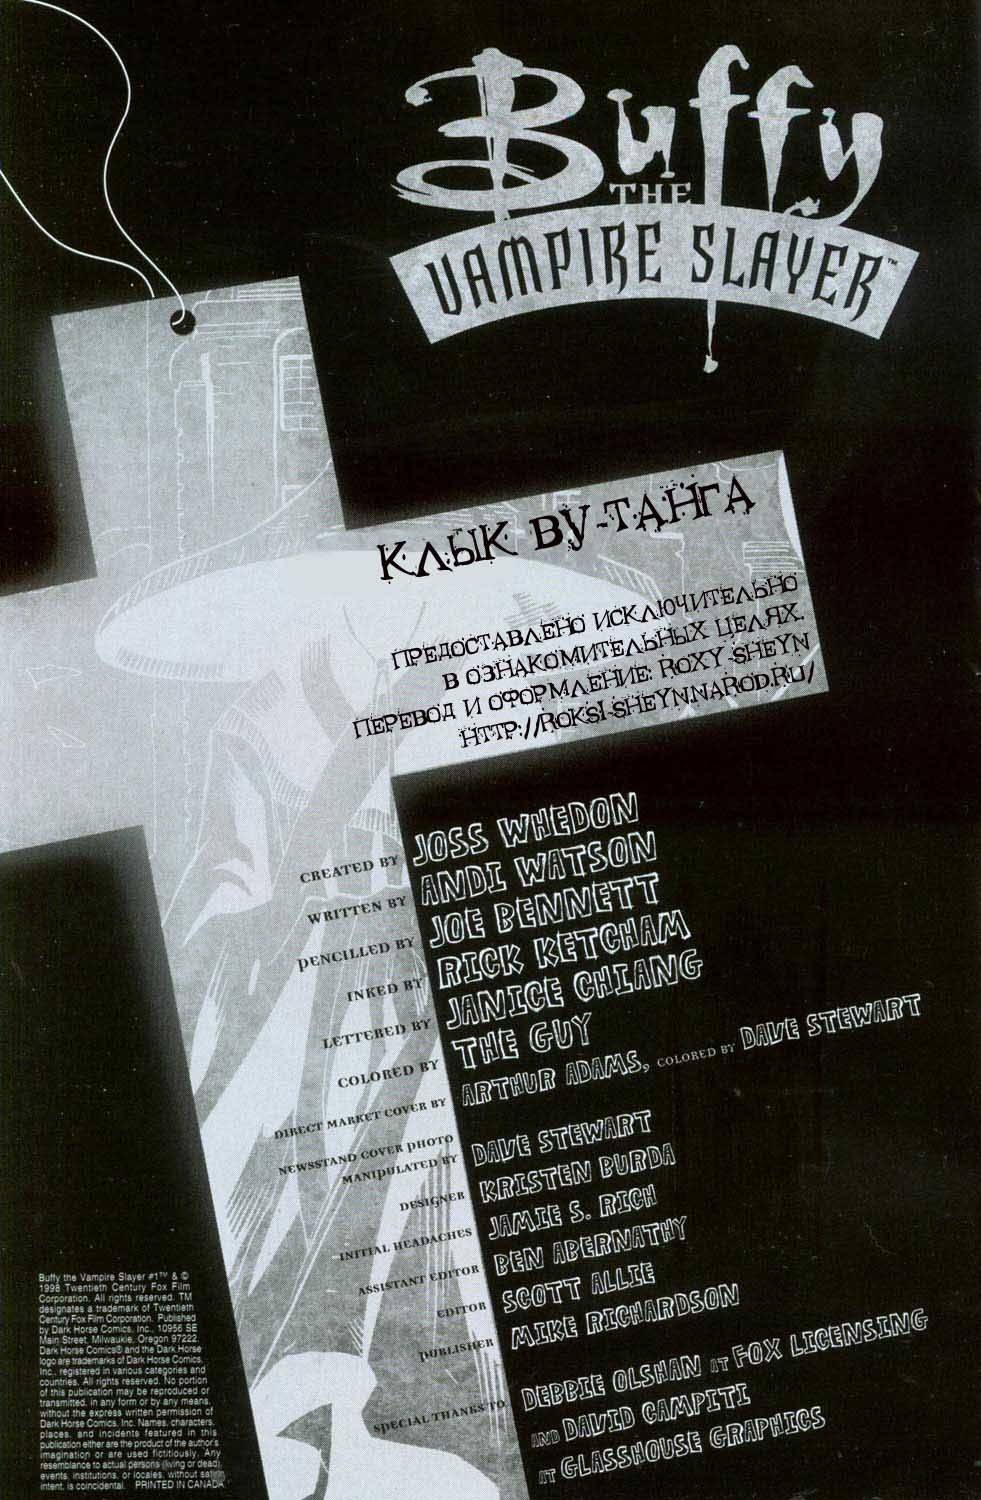 Buffy
THE
VAMPIRE SLAYER™
КЛЫК ВУ-ТАНГА
ПРЕДОСТАВЛЕНО ИСКЛЮЧИТЕЛЬНО
В ОЗНАКОМИТЕЛЬНЫХ ЦЕЛЯХ.
ПЕРЕВОД И ОФОРМЛЕНИЕ: ROXY-SHEYN
HTTP://ROKSI-SHEYNNAROD.RU/
CREATED BY JOSS WHEDON
WRITTEN BY ANDI WATSON
PENCILLED BY JOE BENNETT
INKED BY RICK KETCHAM
LETTERED BY JANICE CHIANG
COLORED BY THE GUY
DIRECT MARKET COVER BY ARTHUR ADAMS, COLORED BY DAVE STEWART
NEWSSTAND COVER PHOTO
MANIPULATED BY DAVE STEWART
DESIGNER KRISTEN BURDA
INITIAL HEADACHES JAMIE S. RICH
ASSISTANT EDITOR BEN ABERNATHY
EDITOR SCOTT ALLIE
PUBLISHER MIKE RICHARDSON
SPECIAL THANKS TO DEBBIE OLSHAN AT FOX LICENSING
AND DAVID CAMPITI
AT GLASSHOUSE GRAPHICS
Buffy the Vampire Slayer #1™ & ©
1998 Twentieth Century Fox Film
Corporation. All rights reserved. TM
designates a trademark of Twentieth
Century Fox Film Corporation. Published
by Dark Horse Comics, Inc., 10956 SE
Main Street, Milwaukie, Oregon 97222.
Dark Horse Comics® and the Dark Horse
logo are trademarks of Dark Horse Comics,
Inc., registered in various categories and
countries. All rights reserved. No portion
of this publication may be reproduced or
transmitted, in any form or by any means,
without the express written permission of
Dark Horse Comics, Inc. Names, characters,
places, and incidents featured in this
publication either are the product of the author's
imagination or are used fictitiously. Any
resemblance to actual persons (living or dead),
events, institutions, or locales, without satiric
intent, is coincidental. PRINTED IN CANADA